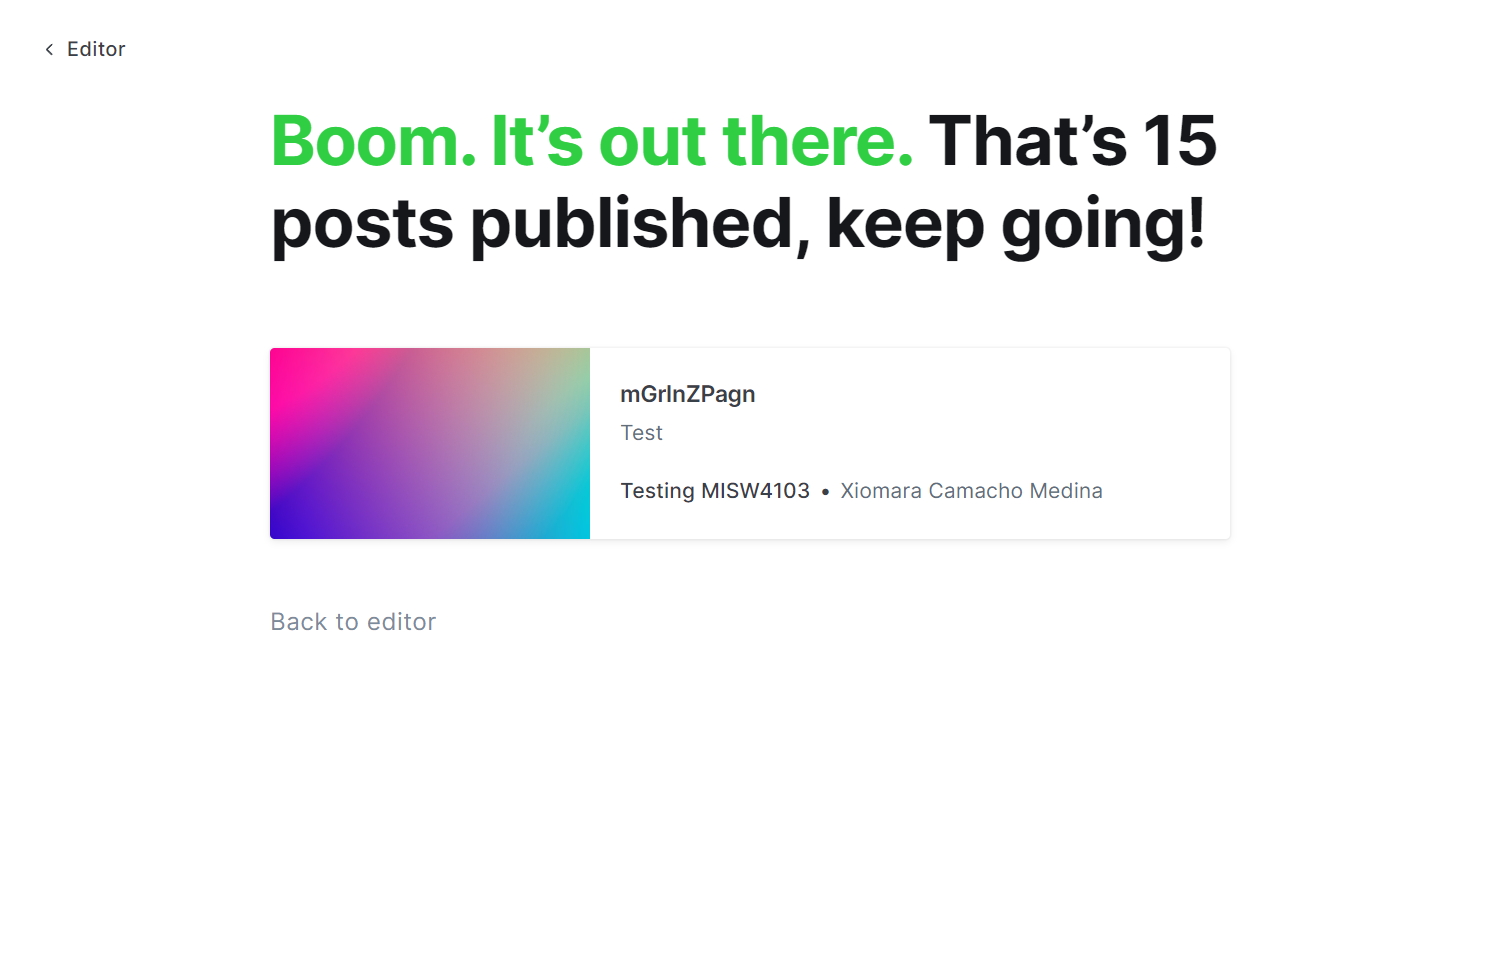 Editor
Boom. It’s out there. That’s 15
posts published, keep going!
mGrInZPagn
Test
Testing MISW4103 • Xiomara Camacho Medina
Back to editor